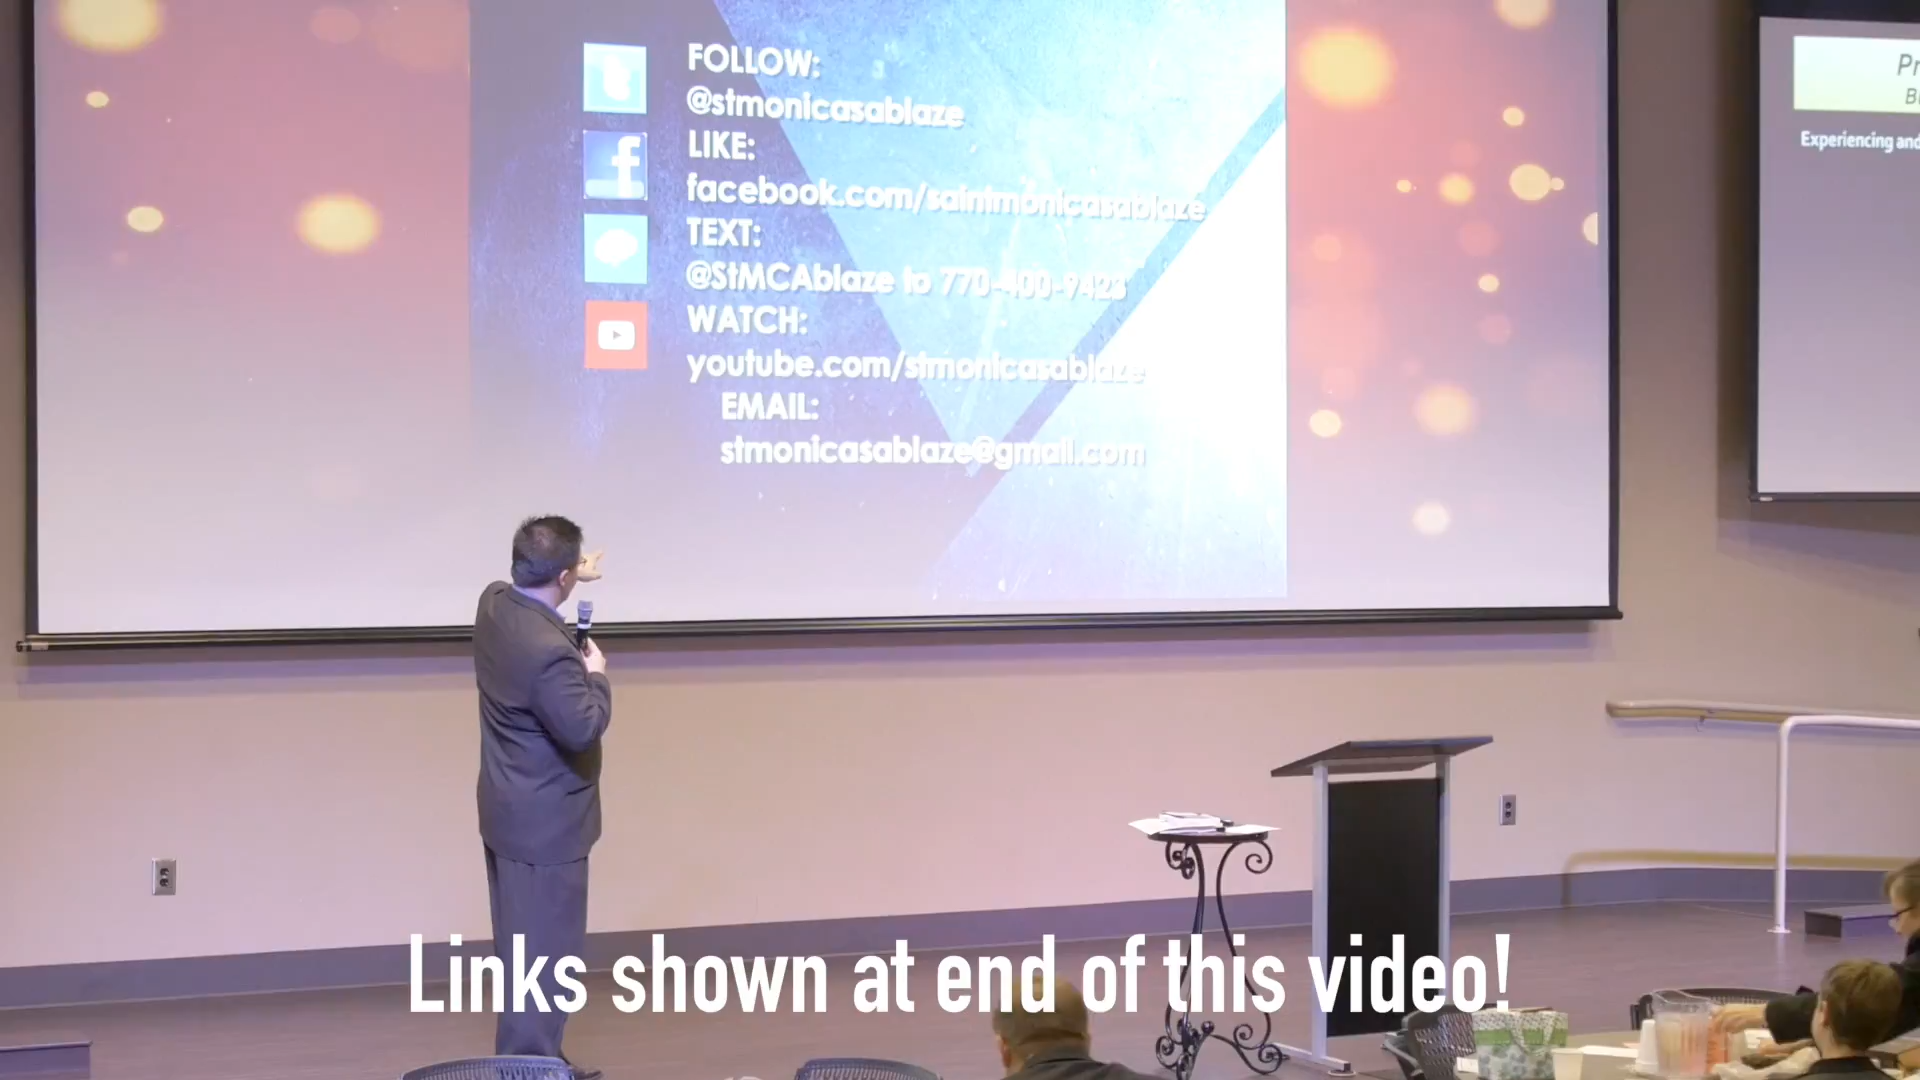 FOLLOW:
@stmonicasablaze
LIKE:
facebook.com/saintmonicasablaze
TEXT:
@StMCAblaze to 770-400-9423
WATCH:
youtube.com/stmonicasablaze
EMAIL:
stmonicasablaze@gmail.com
Experiencing and
Links shown at end of this video!